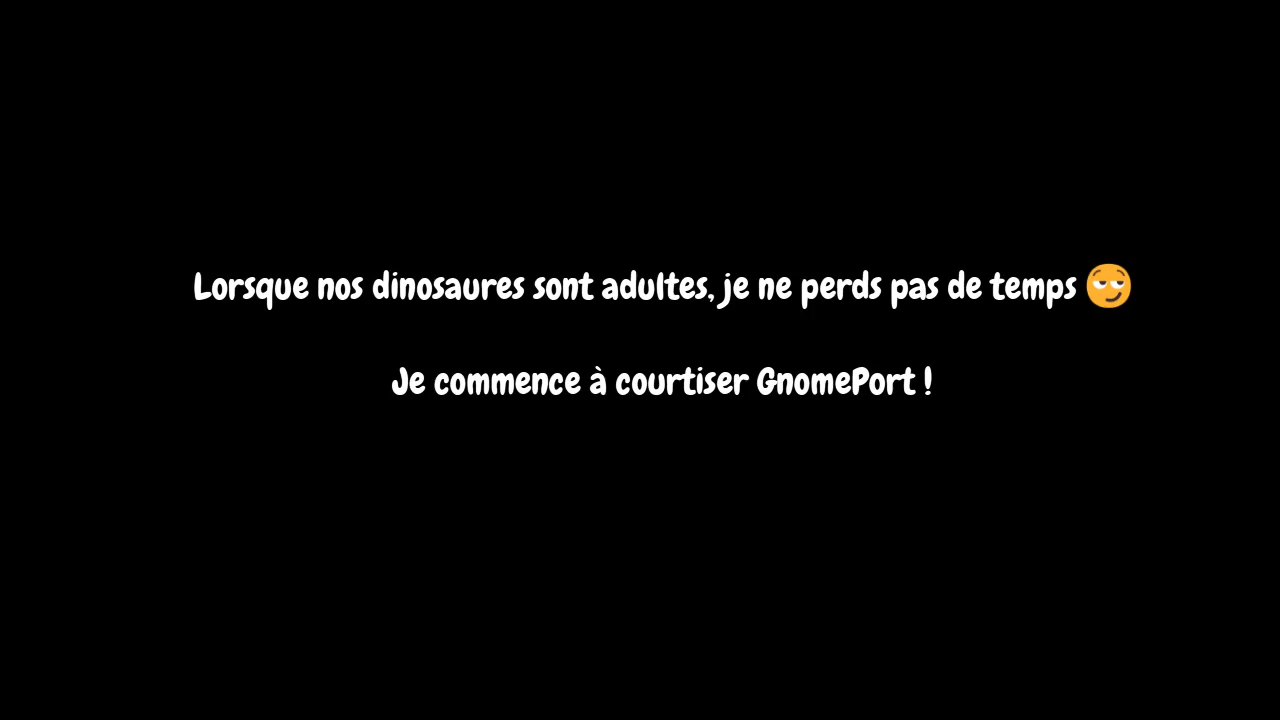 Lorsque nos dinosaures sont adultes, je ne perds pas de temps 😏
Je commence à courtiser GnomePort !